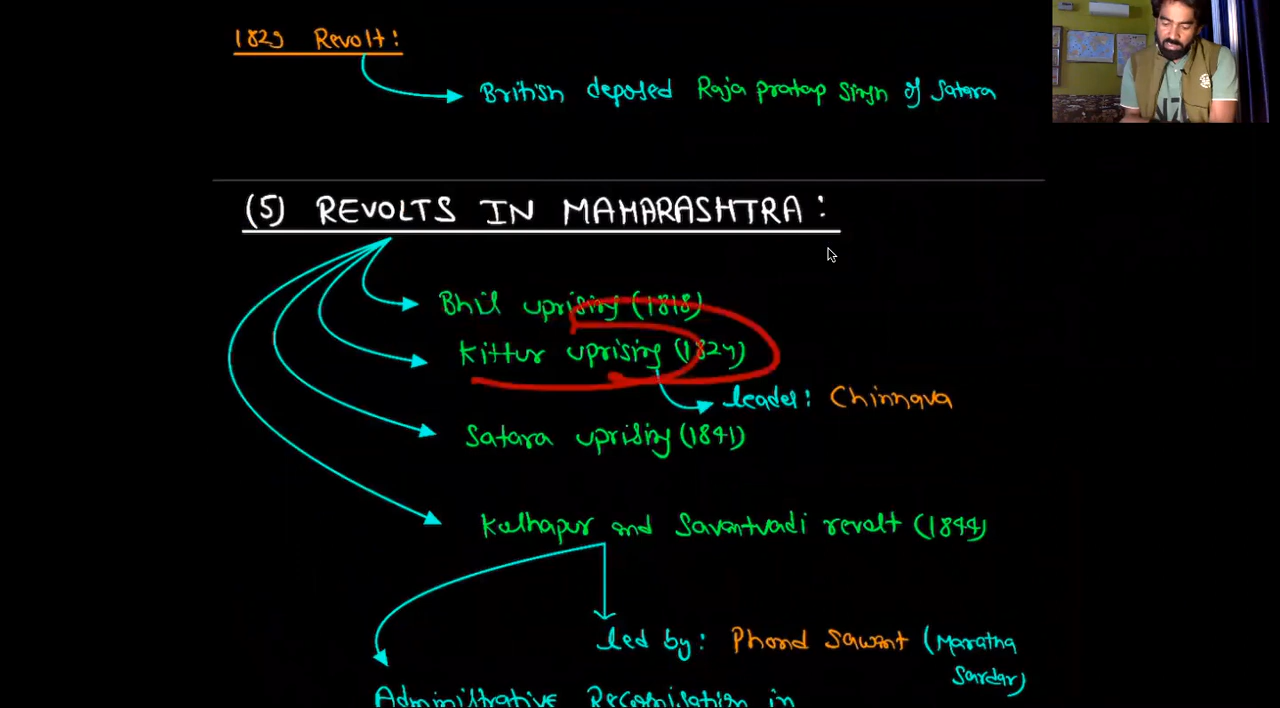 1829 Revolt:
British deposed Raja pratap singh of Satara
(5) REVOLTS IN MAHARASHTRA:
Bhil uprising (1818)
Kittur uprising (1824)
leader: Chinnava
Satara uprising (1841)
Kolhapur and Savantvadi revolt (1844)
led by: Phond Sawant (Maratha
Sardar)
Administrative Reorganisation in